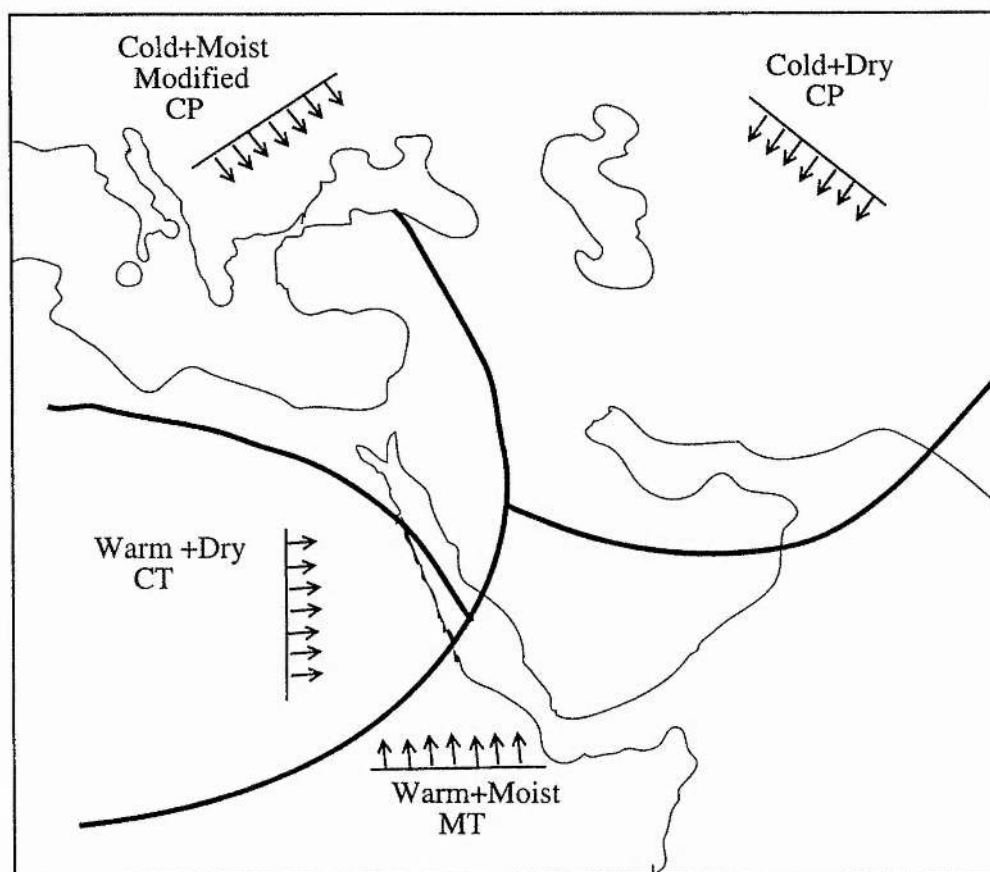 Cold+Moist
Modified
CP
Cold+Dry
CP
Warm +Dry
CT
Warm+Moist
MT